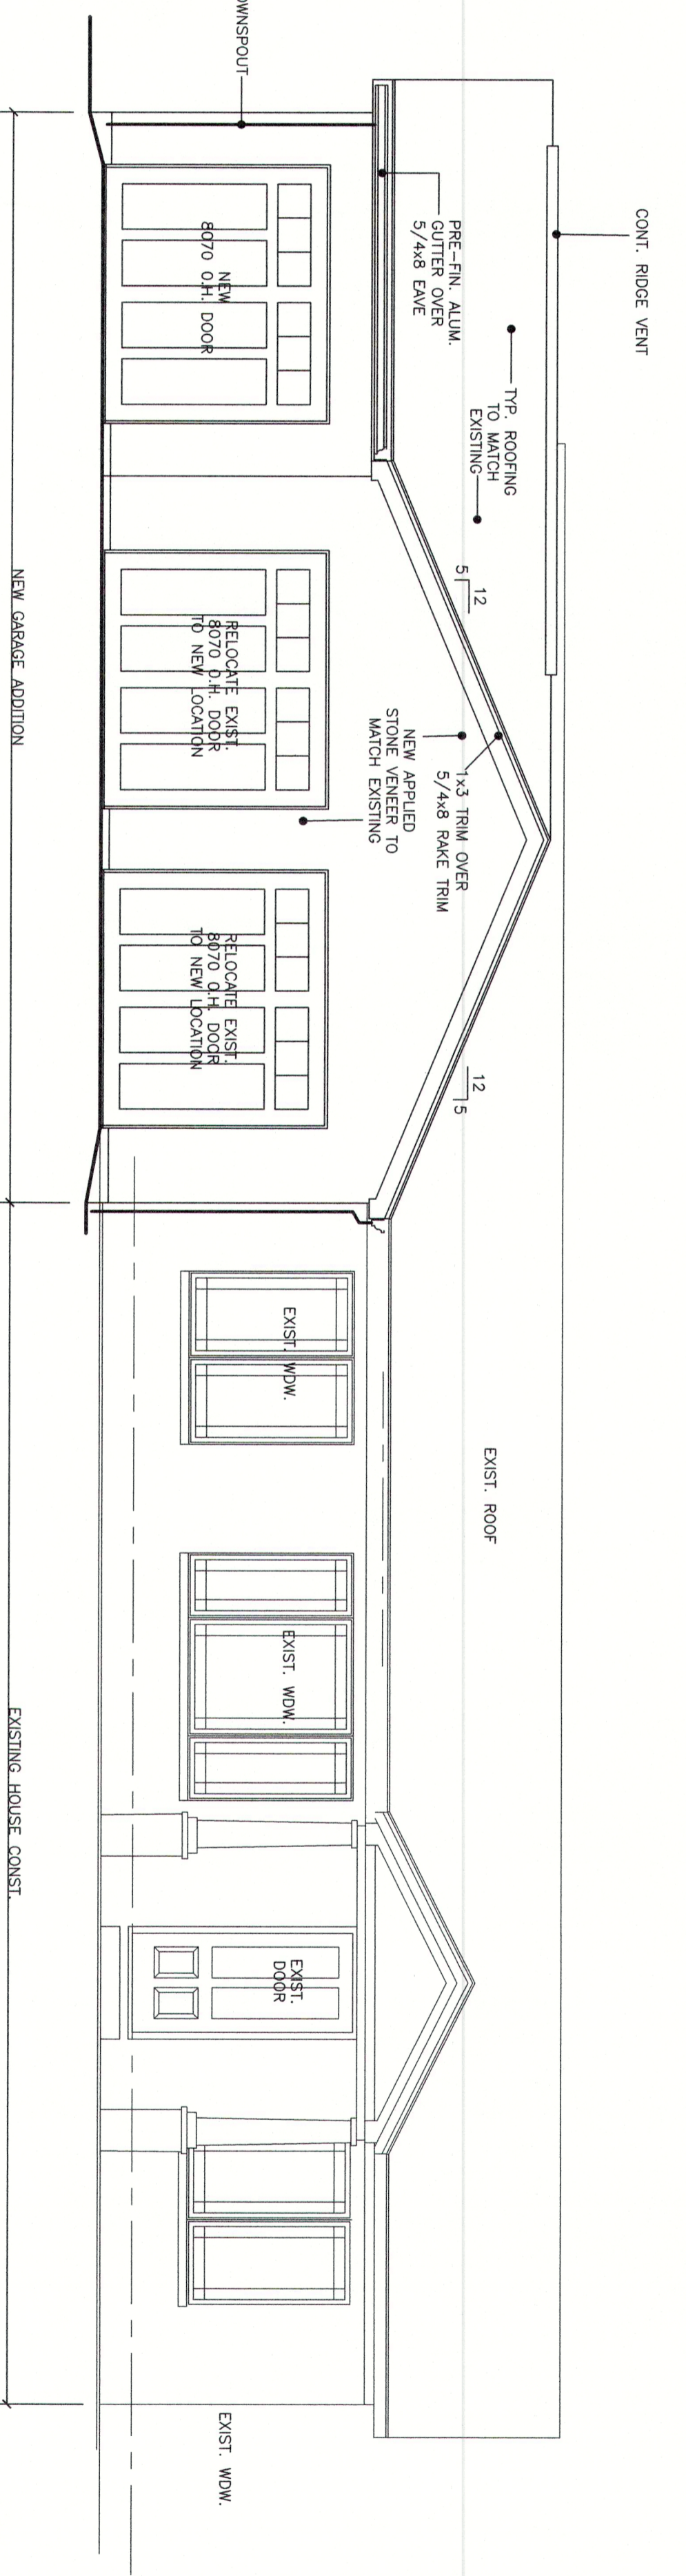 CONT. RIDGE VENT
TYP. ROOFING
TO MATCH
EXISTING
PRE-FIN. ALUM.
GUTTER OVER
5/4x8 EAVE
OWNSPOUT
12
5
1x3 TRIM OVER
5/4x8 RAKE TRIM
NEW APPLIED
STONE VENEER TO
MATCH EXISTING
12
5
EXIST. ROOF
NEW
8070 O.H. DOOR
RELOCATE EXIST.
8070 O.H. DOOR
TO NEW LOCATION
RELOCATE EXIST.
8070 O.H. DOOR
TO NEW LOCATION
EXIST. WDW.
EXIST. WDW.
EXIST.
DOOR
EXIST. WDW.
NEW GARAGE ADDITION
EXISTING HOUSE CONST.